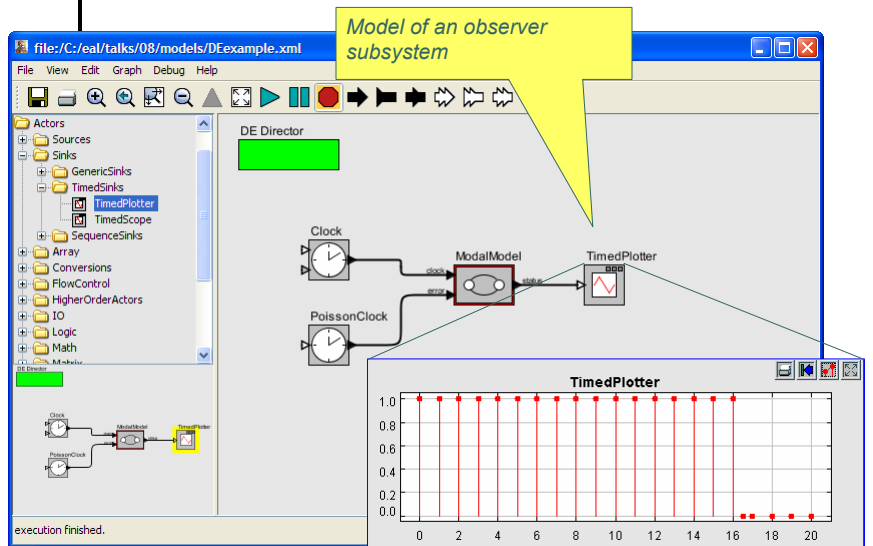 Model of an observer
subsystem
file:/C:/eal/talks/08/models/DEexample.xml
File View Edit Graph Debug Help
Actors
Sources
Sinks
GenericSinks
TimedSinks
TimedPlotter
TimedScope
SequenceSinks
Array
Conversions
FlowControl
HigherOrderActors
IO
Logic
Math
Matrix
DE Director
Clock
ModalModel
TimedPlotter
clock
status
error
PoissonClock
DE Director
Clock
ModalModel
TimedPlotter
PoissonClock
TimedPlotter
1.0
0.8
0.6
0.4
0.2
0.0
0 2 4 6 8 10 12 14 16 18 20
execution finished.